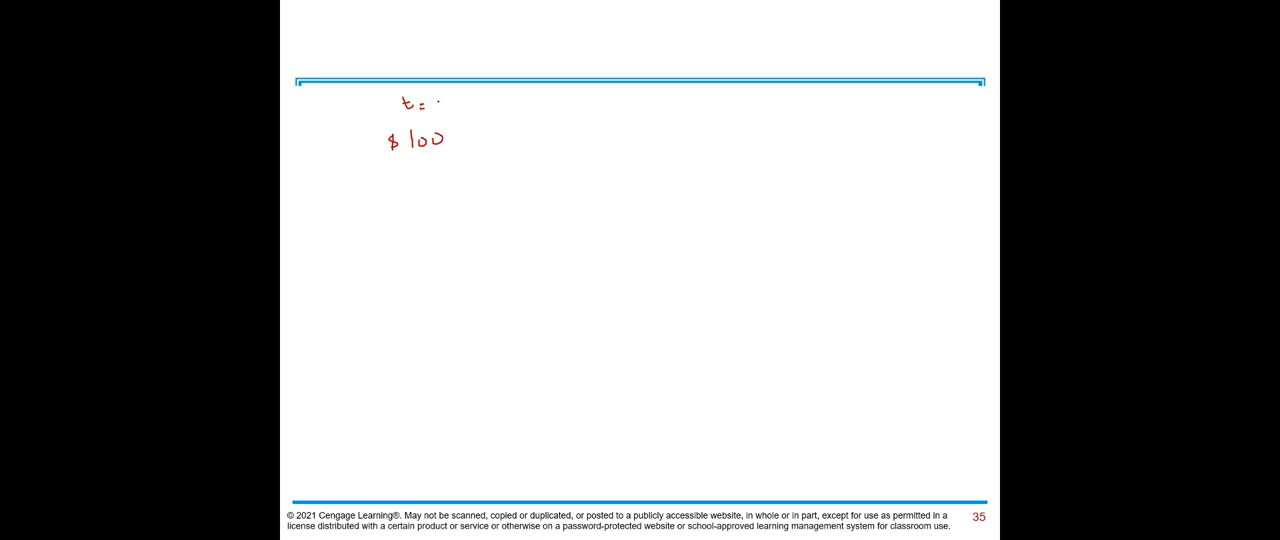 t =
$ 100
© 2021 Cengage Learning®. May not be scanned, copied or duplicated, or posted to a publicly accessible website, in whole or in part, except for use as permitted in a
license distributed with a certain product or service or otherwise on a password-protected website or school-approved learning management system for classroom use.
35